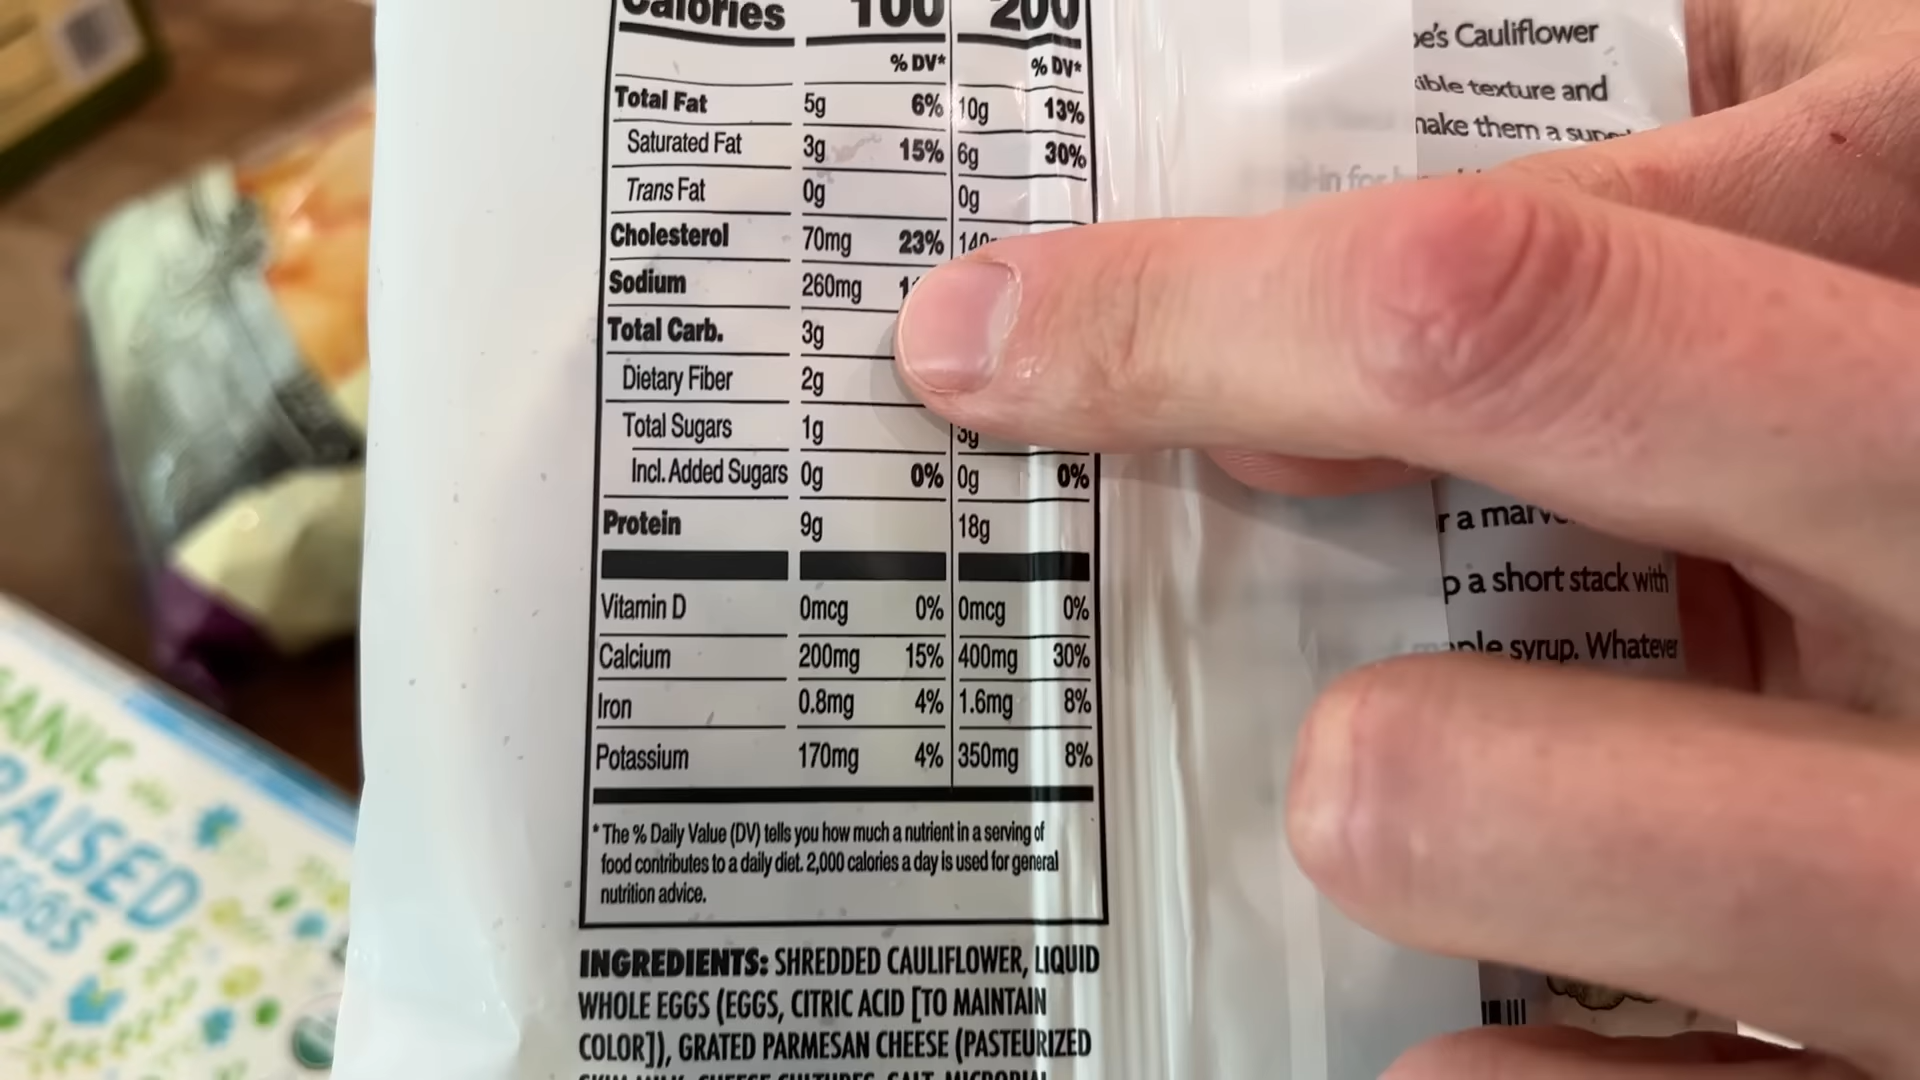 Calories 100 200
% DV* % DV*
Total Fat 5g 6% 10g 13%
Saturated Fat 3g 15% 6g 30%
Trans Fat 0g 0g
Cholesterol 70mg 23%
Sodium 260mg
Total Carb. 3g
Dietary Fiber 2g
Total Sugars 1g 3g
Incl. Added Sugars 0g 0% 0g 0%
Protein 9g 18g
Vitamin D 0mcg 0% 0mcg 0%
Calcium 200mg 15% 400mg 30%
Iron 0.8mg 4% 1.6mg 8%
Potassium 170mg 4% 350mg 8%
* The % Daily Value (DV) tells you how much a nutrient in a serving of
food contributes to a daily diet. 2,000 calories a day is used for general
nutrition advice.
INGREDIENTS: SHREDDED CAULIFLOWER, LIQUID
WHOLE EGGS (EGGS, CITRIC ACID [TO MAINTAIN
COLOR]), GRATED PARMESAN CHEESE (PASTEURIZED
Cauliflower
texture and
them a
r a
p a short stack with
syrup. Whatever
ANIC
RAISED
EGGS